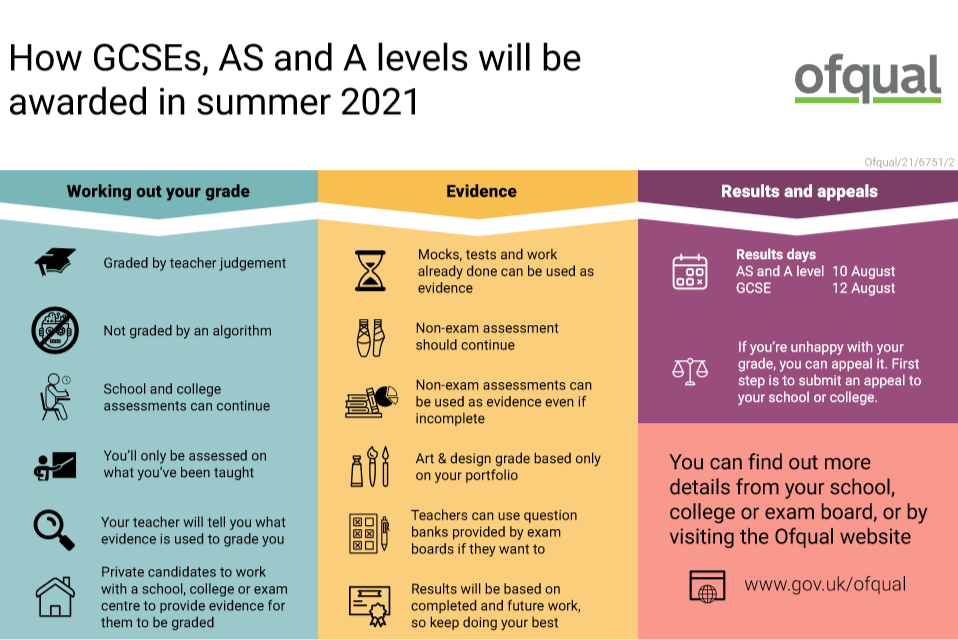 How GCSEs, AS and A levels will be
awarded in summer 2021
ofqual
Ofqual/21/6751/2
Working out your grade
Graded by teacher judgement
Not graded by an algorithm
School and college
assessments can continue
You'll only be assessed on
what you've been taught
Your teacher will tell you what
evidence is used to grade you
Private candidates to work
with a school, college or exam
centre to provide evidence for
them to be graded
Evidence
Mocks, tests and work
already done can be used as
evidence
Non-exam assessment
should continue
Non-exam assessments can
be used as evidence even if
incomplete
Art & design grade based only
on your portfolio
Teachers can use question
banks provided by exam
boards if they want to
Results will be based on
completed and future work,
so keep doing your best
Results and appeals
Results days
AS and A level 10 August
GCSE 12 August
If you're unhappy with your
grade, you can appeal it. First
step is to submit an appeal to
your school or college.
You can find out more
details from your school,
college or exam board, or by
visiting the Ofqual website
www.gov.uk/ofqual